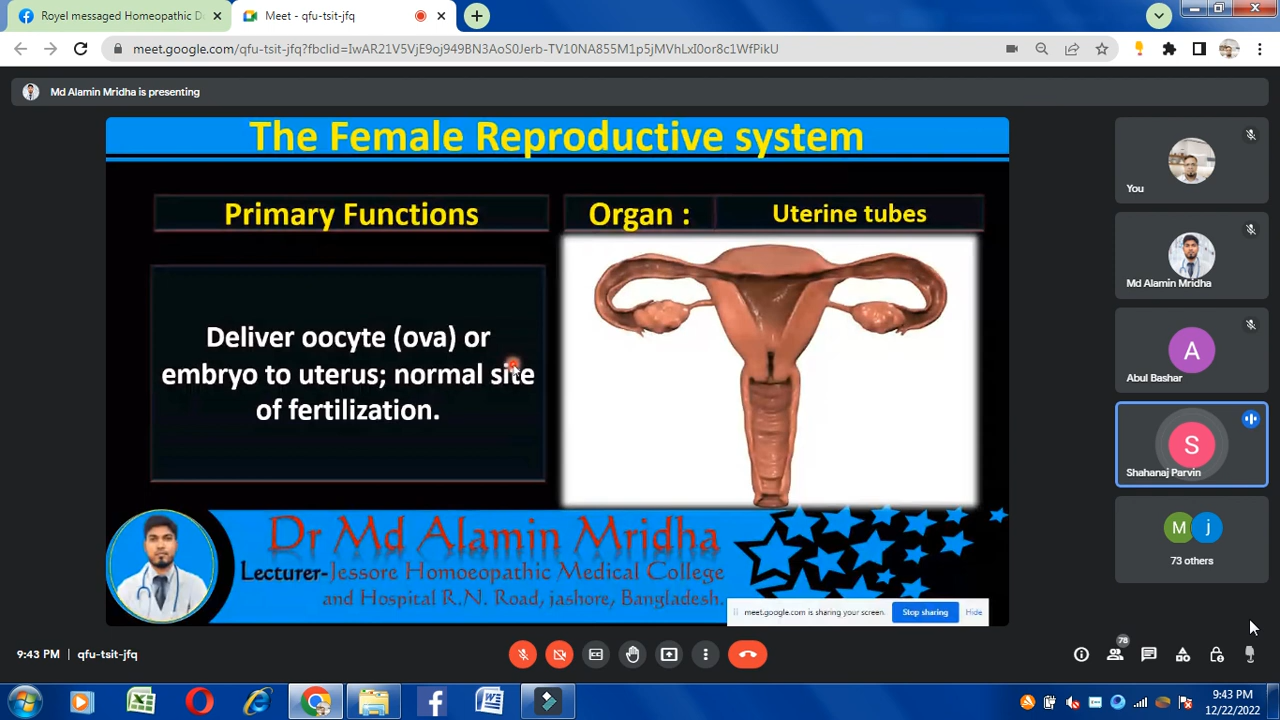 Royel messaged Homeopathic D
Meet - qfu-tsit-jfq
meet.google.com/qfu-tsit-jfq?fbclid=IwAR21V5VjE9oj949BN3AoS0Jirb-TV10NA855M1p5jMVhLxI0or8c1WfPikU
Md Alamin Mridha is presenting
The Female Reproductive system
Primary Functions
Organ :
Uterine tubes
Deliver oocyte (ova) or
embryo to uterus; normal site
of fertilization.
Dr Md Alamin Mridha
Lecturer-Jessore Homoeopathic Medical College
and Hospital R.N. Road, jashore, Bangladesh.
meet.google.com is sharing your screen.
Stop sharing
Hide
You
Md Alamin Mridha
A
Abul Bashar
S
Shahanaj Parvin
M
j
73 others
9:43 PM | qfu-tsit-jfq
78
9:43 PM
12/22/2022